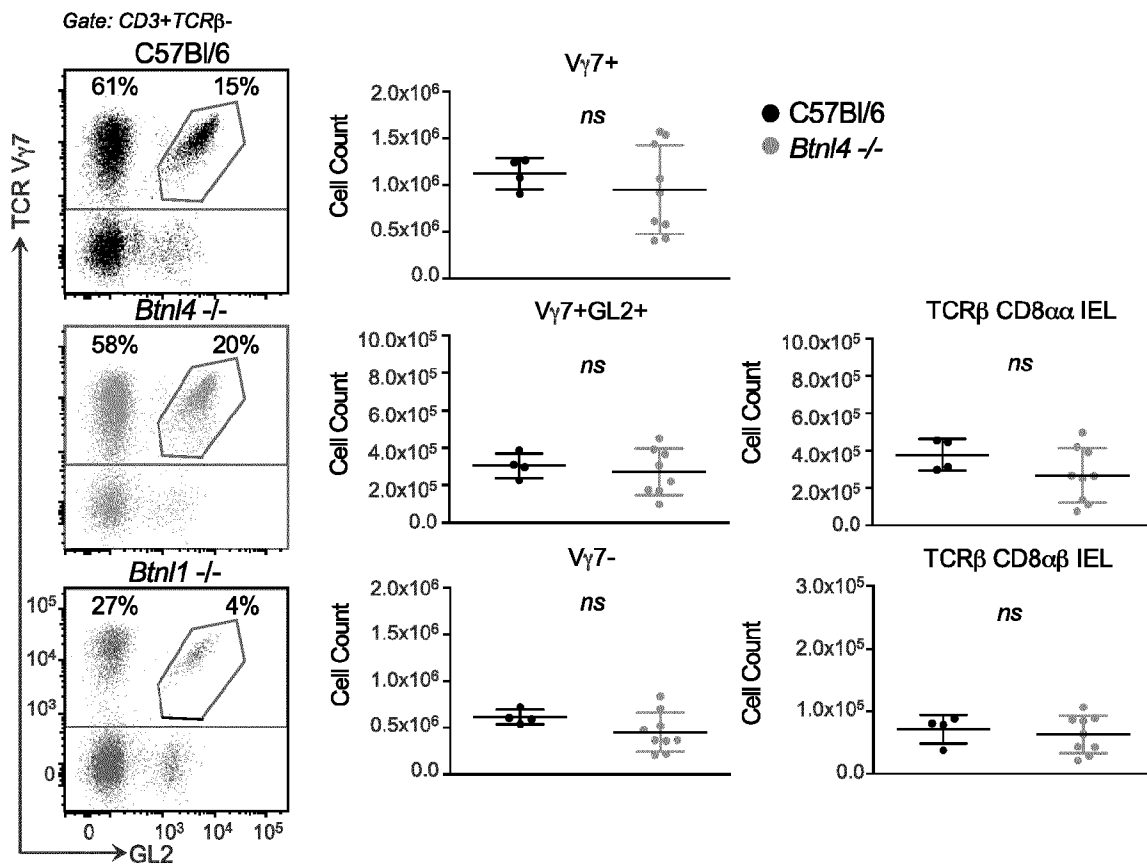 Gate: CD3+TCRβ-
C57Bl/6
61%
15%
Btnl4 -/-
58%
20%
Btnl1 -/-
27%
4%
10⁵
10⁴
10³
0
0
10³
10⁴
10⁵
TCR Vγ7
GL2
Vγ7+
ns
Cell Count
2.0x10⁶
1.5x10⁶
1.0x10⁶
0.5x10⁶
0.0
C57Bl/6
Btnl4 -/-
Vγ7+GL2+
ns
Cell Count
10.0x10⁵
8.0x10⁵
6.0x10⁵
4.0x10⁵
2.0x10⁵
0.0
TCRβ CD8αα IEL
ns
Cell Count
10.0x10⁵
8.0x10⁵
6.0x10⁵
4.0x10⁵
2.0x10⁵
0.0
Vγ7-
ns
Cell Count
2.0x10⁶
1.5x10⁶
1.0x10⁶
0.5x10⁶
0.0
TCRβ CD8αβ IEL
ns
Cell Count
3.0x10⁵
2.0x10⁵
1.0x10⁵
0.0